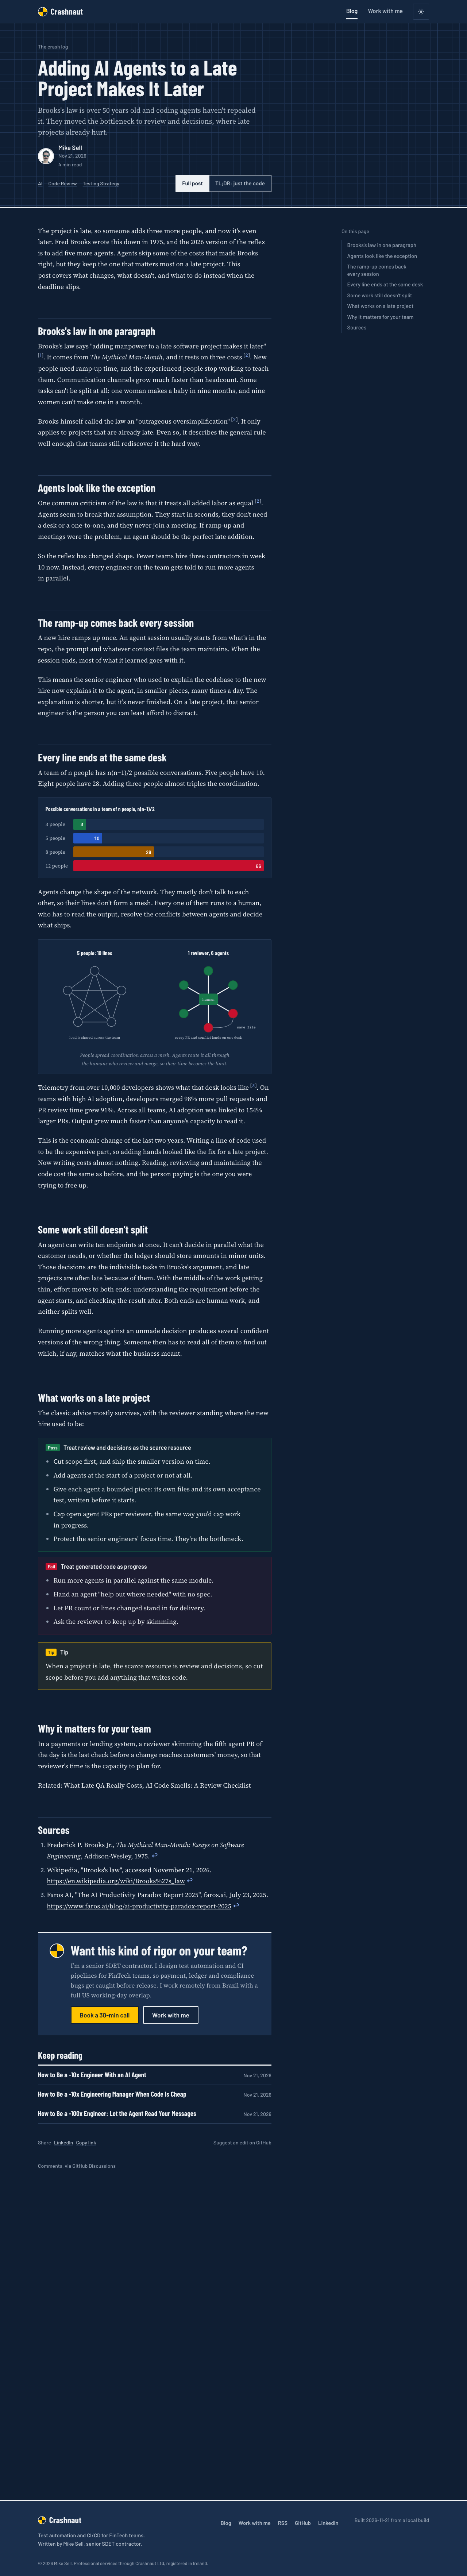 Crashnaut
Blog
Work with me
The crash log
Adding AI Agents to a Late
Project Makes It Later
Brooks's law is over 50 years old and coding agents haven't repealed
it. They moved the bottleneck to review and decisions, where late
projects already hurt.
Mike Sell
Nov 21, 2026
4 min read
AI
Code Review
Testing Strategy
Full post
TL;DR: just the code
The project is late, so someone adds three more people, and now it's even
later. Fred Brooks wrote this down in 1975, and the 2026 version of the reflex
is to add five more agents. Agents skip some of the costs that made Brooks
right, but they keep the one that matters most on a late project. This
post covers what changes, what doesn't, and what to do instead when the
deadline slips.
Brooks's law in one paragraph
Brooks's law says "adding manpower to a late software project makes it later"
[1]. It comes from The Mythical Man-Month, and it rests on three costs [2]. New
people need ramp-up time, and the experienced people stop working to teach
them. Communication channels grow much faster than headcount. Some
tasks can't be split at all: one woman makes a baby in nine months, and nine
women can't make one in a month.
Brooks himself called the law an "outrageous oversimplification" [2]. It only
applies to projects that are already late. Even so, it describes the general rule
well enough that teams still rediscover it the hard way.
Agents look like the exception
One common criticism of the law is that it treats all added labor as equal [2].
Agents seem to break that assumption. They start in seconds, they don't need
a desk or a one-to-one, and they never join a meeting. If ramp-up and
meetings were the problem, an agent should be the perfect late addition.
So the reflex has changed shape. Fewer teams hire three contractors in week
10 now. Instead, every engineer on the team gets told to run more agents
in parallel.
The ramp-up comes back every session
A new hire ramps up once. An agent session usually starts from what's in the
repo, the prompt and whatever context files the team maintains. When the
session ends, most of what it learned goes with it.
This means the senior engineer who used to explain the codebase to the new
hire now explains it to the agent, in smaller pieces, many times a day. The
explanation is shorter, but it's never finished. On a late project, that senior
engineer is the person you can least afford to distract.
Every line ends at the same desk
A team of n people has n(n−1)/2 possible conversations. Five people have 10.
Eight people have 28. Adding three people almost triples the coordination.
Possible conversations in a team of n people, n(n−1)/2
3 people
3
5 people
10
8 people
28
12 people
66
Agents change the shape of the network. They mostly don't talk to each
other, so their lines don't form a mesh. Every one of them runs to a human,
who has to read the output, resolve the conflicts between agents and decide
what ships.
5 people: 10 lines
1 reviewer, 6 agents
human
same file
load is shared across the team
every PR and conflict lands on one desk
People spread coordination across a mesh. Agents route it all through
the humans who review and merge, so their time becomes the limit.
Telemetry from over 10,000 developers shows what that desk looks like [3]. On
teams with high AI adoption, developers merged 98% more pull requests and
PR review time grew 91%. Across all teams, AI adoption was linked to 154%
larger PRs. Output grew much faster than anyone's capacity to read it.
This is the economic change of the last two years. Writing a line of code used
to be the expensive part, so adding hands looked like the fix for a late project.
Now writing costs almost nothing. Reading, reviewing and maintaining the
code cost the same as before, and the person paying is the one you were
trying to free up.
Some work still doesn't split
An agent can write ten endpoints at once. It can't decide in parallel what the
customer needs, or whether the ledger should store amounts in minor units.
Those decisions are the indivisible tasks in Brooks's argument, and late
projects are often late because of them. With the middle of the work getting
thin, effort moves to both ends: understanding the requirement before the
agent starts, and checking the result after. Both ends are human work, and
neither splits well.
Running more agents against an unmade decision produces several confident
versions of the wrong thing. Someone then has to read all of them to find out
which, if any, matches what the business meant.
What works on a late project
The classic advice mostly survives, with the reviewer standing where the new
hire used to be:
Pass Treat review and decisions as the scarce resource
Cut scope first, and ship the smaller version on time.
Add agents at the start of a project or not at all.
Give each agent a bounded piece: its own files and its own acceptance
test, written before it starts.
Cap open agent PRs per reviewer, the same way you'd cap work
in progress.
Protect the senior engineers' focus time. They're the bottleneck.
Fail Treat generated code as progress
Run more agents in parallel against the same module.
Hand an agent "help out where needed" with no spec.
Let PR count or lines changed stand in for delivery.
Ask the reviewer to keep up by skimming.
Tip Tip
When a project is late, the scarce resource is review and decisions, so cut
scope before you add anything that writes code.
Why it matters for your team
In a payments or lending system, a reviewer skimming the fifth agent PR of
the day is the last check before a change reaches customers' money, so that
reviewer's time is the capacity to plan for.
Related: What Late QA Really Costs, AI Code Smells: A Review Checklist
Sources
1. Frederick P. Brooks Jr., The Mythical Man-Month: Essays on Software
Engineering, Addison-Wesley, 1975. ↩
2. Wikipedia, "Brooks's law", accessed November 21, 2026.
https://en.wikipedia.org/wiki/Brooks%27s_law ↩
3. Faros AI, "The AI Productivity Paradox Report 2025", faros.ai, July 23, 2025.
https://www.faros.ai/blog/ai-productivity-paradox-report-2025 ↩
Want this kind of rigor on your team?
I'm a senior SDET contractor. I design test automation and CI
pipelines for FinTech teams, so payment, ledger and compliance
bugs get caught before release. I work remotely from Brazil with a
full US working-day overlap.
Book a 30-min call
Work with me
Keep reading
How to Be a -10x Engineer With an AI Agent
Nov 21, 2026
How to Be a -10x Engineering Manager When Code Is Cheap
Nov 21, 2026
How to Be a -100x Engineer: Let the Agent Read Your Messages
Nov 21, 2026
Share LinkedIn Copy link
Suggest an edit on GitHub
Comments, via GitHub Discussions
On this page
Brooks's law in one paragraph
Agents look like the exception
The ramp-up comes back
every session
Every line ends at the same desk
Some work still doesn't split
What works on a late project
Why it matters for your team
Sources
Crashnaut
Test automation and CI/CD for FinTech teams.
Written by Mike Sell, senior SDET contractor.
Blog
Work with me
RSS
GitHub
LinkedIn
Built 2026-11-21 from a local build
© 2026 Mike Sell. Professional services through Crashnaut Ltd, registered in Ireland.